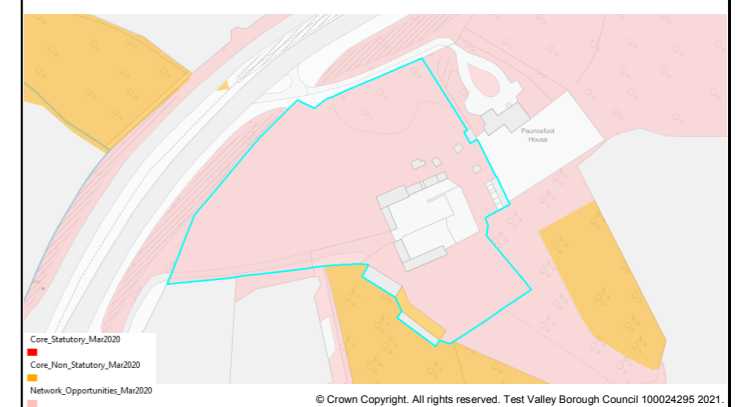 Pauncefoot
House
Core_Statutory_Mar2020
Core_Non_Statutory_Mar2020
Network_Opportunities_Mar2020
© Crown Copyright. All rights reserved. Test Valley Borough Council 100024295 2021.